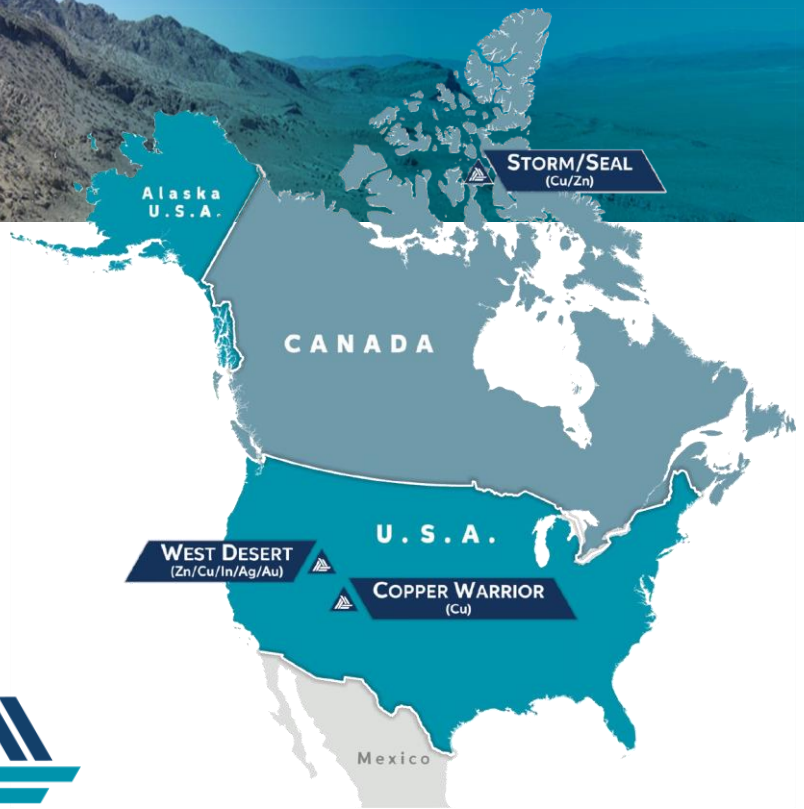 STORM/SEAL
(Cu/Zn)
Alaska
U.S.A.
CANADA
U.S.A.
WEST DESERT
(Zn/Cu/In/Ag/Au)
COPPER WARRIOR
(Cu)
Mexico